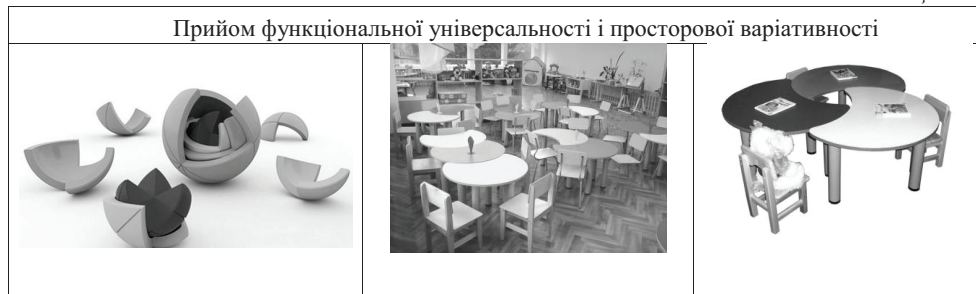 Прийом функціональної універсальності і просторової варіативності